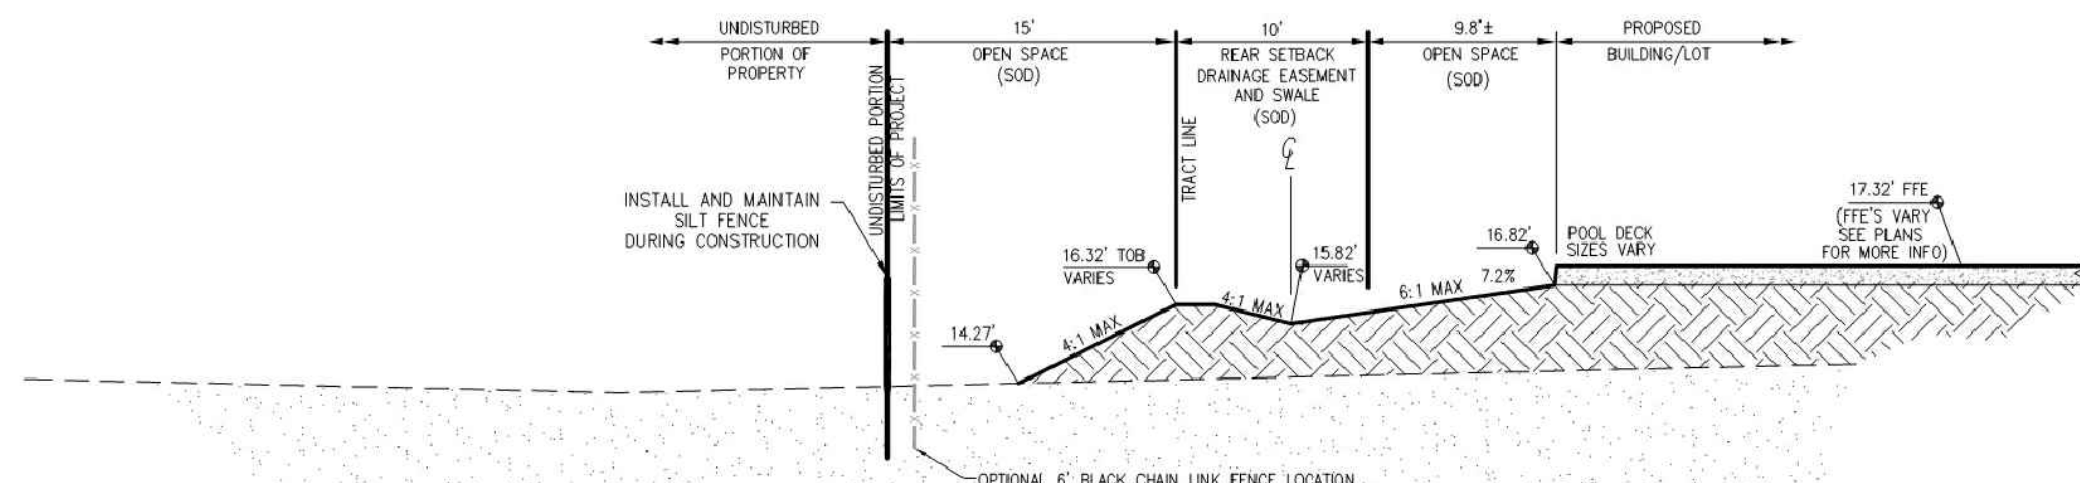 UNDISTURBED
PORTION OF
PROPERTY
15'
OPEN SPACE
(SOD)
10'
REAR SETBACK
DRAINAGE EASEMENT
AND SWALE
(SOD)
9.8'±
OPEN SPACE
(SOD)
PROPOSED
BUILDING/LOT
UNDISTURBED PORTION
LIMITS OF PROJECT
TRACT LINE
℄
INSTALL AND MAINTAIN
SILT FENCE
DURING CONSTRUCTION
14.27'
4:1 MAX
16.32' TOB
VARIES
4:1 MAX
15.82'
VARIES
6:1 MAX 7.2%
16.82'
POOL DECK
SIZES VARY
17.32' FFE
(FFE'S VARY
SEE PLANS
FOR MORE INFO)
OPTIONAL 6' BLACK CHAIN LINK FENCE LOCATION